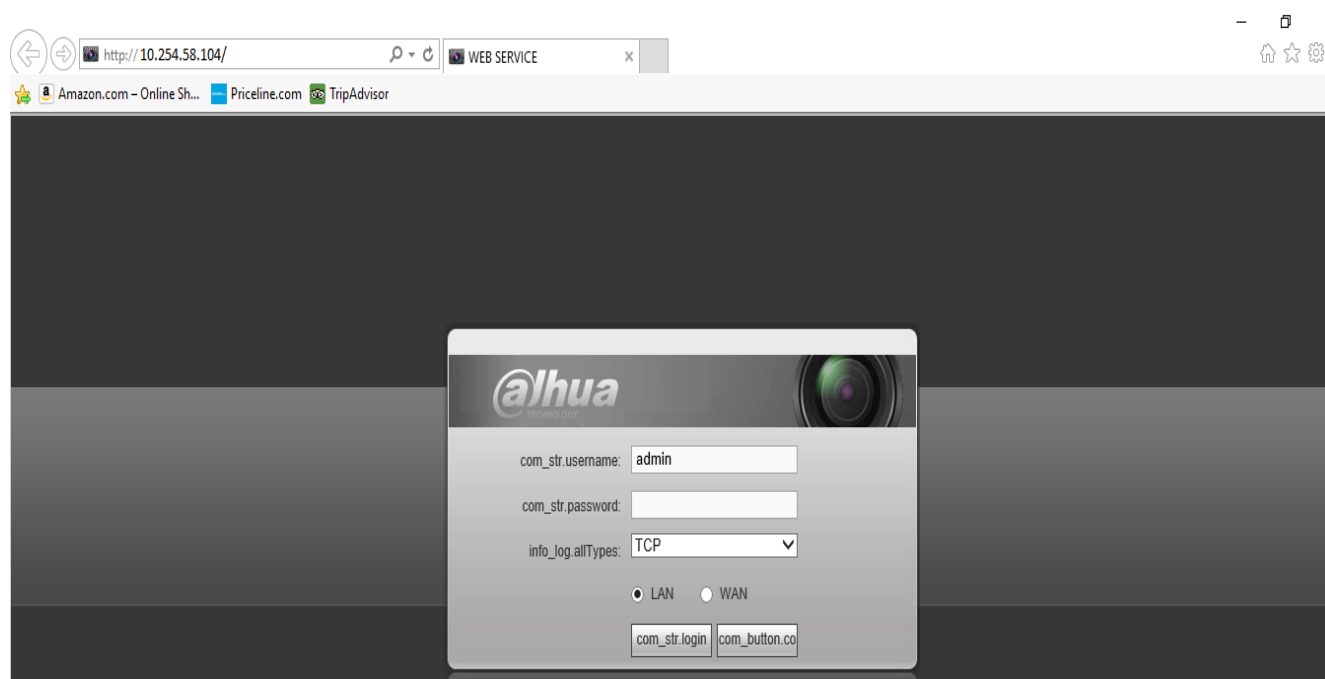 http://10.254.58.104/
WEB SERVICE
Amazon.com – Online Sh... Priceline.com TripAdvisor
alhua
TECHNOLOGY
com_str.username: admin
com_str.password:
info_log.allTypes: TCP
LAN WAN
com_str.login com_button.co